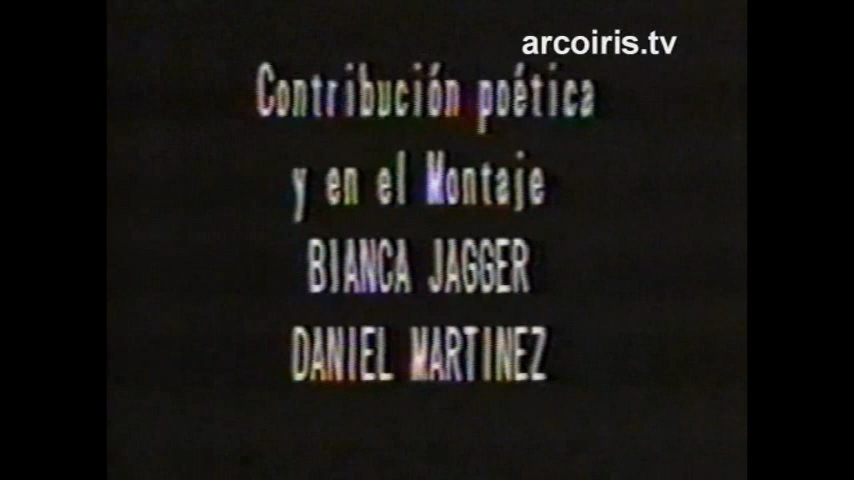 arcoiris.tv
Contribución poética
y en el Montaje
BIANCA JAGGER
DANIEL MARTINEZ